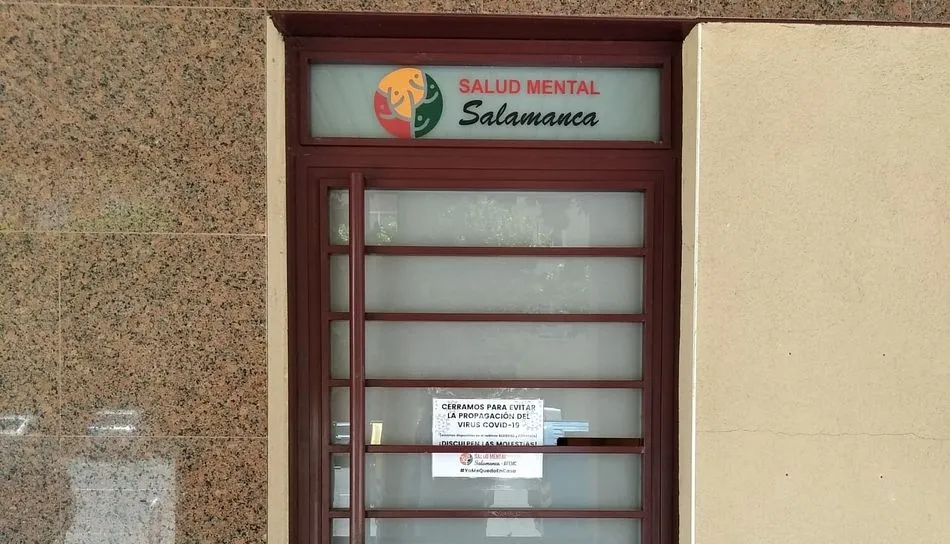 SALUD MENTAL
Salamanca
CERRAMOS PARA EVITAR
LA PROPAGACIÓN DEL
VIRUS COVID-19
¡DISCULPEN LAS MOLESTIAS!
SALUD MENTAL
Salamanca - AFEMC
#YoMeQuedoEnCasa